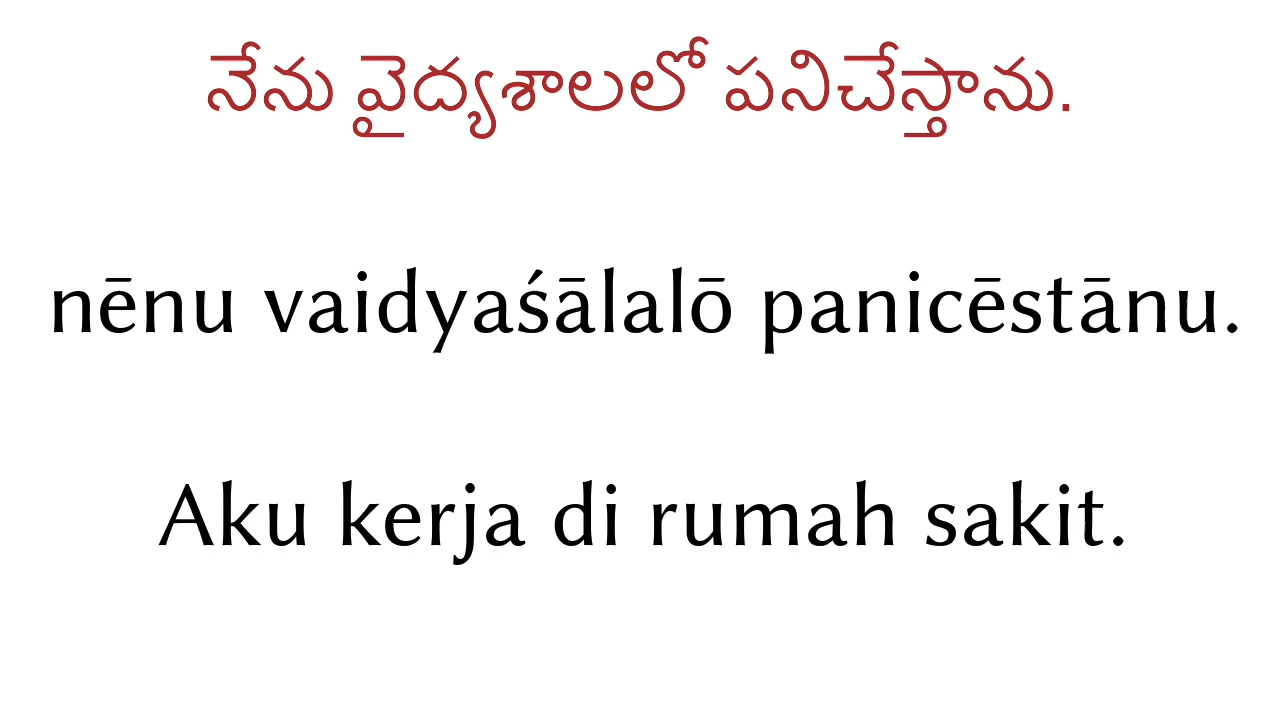 నేను వైద్యశాలలో పనిచేస్తాను.
nēnu vaidyaśālalō panicēstānu.
Aku kerja di rumah sakit.